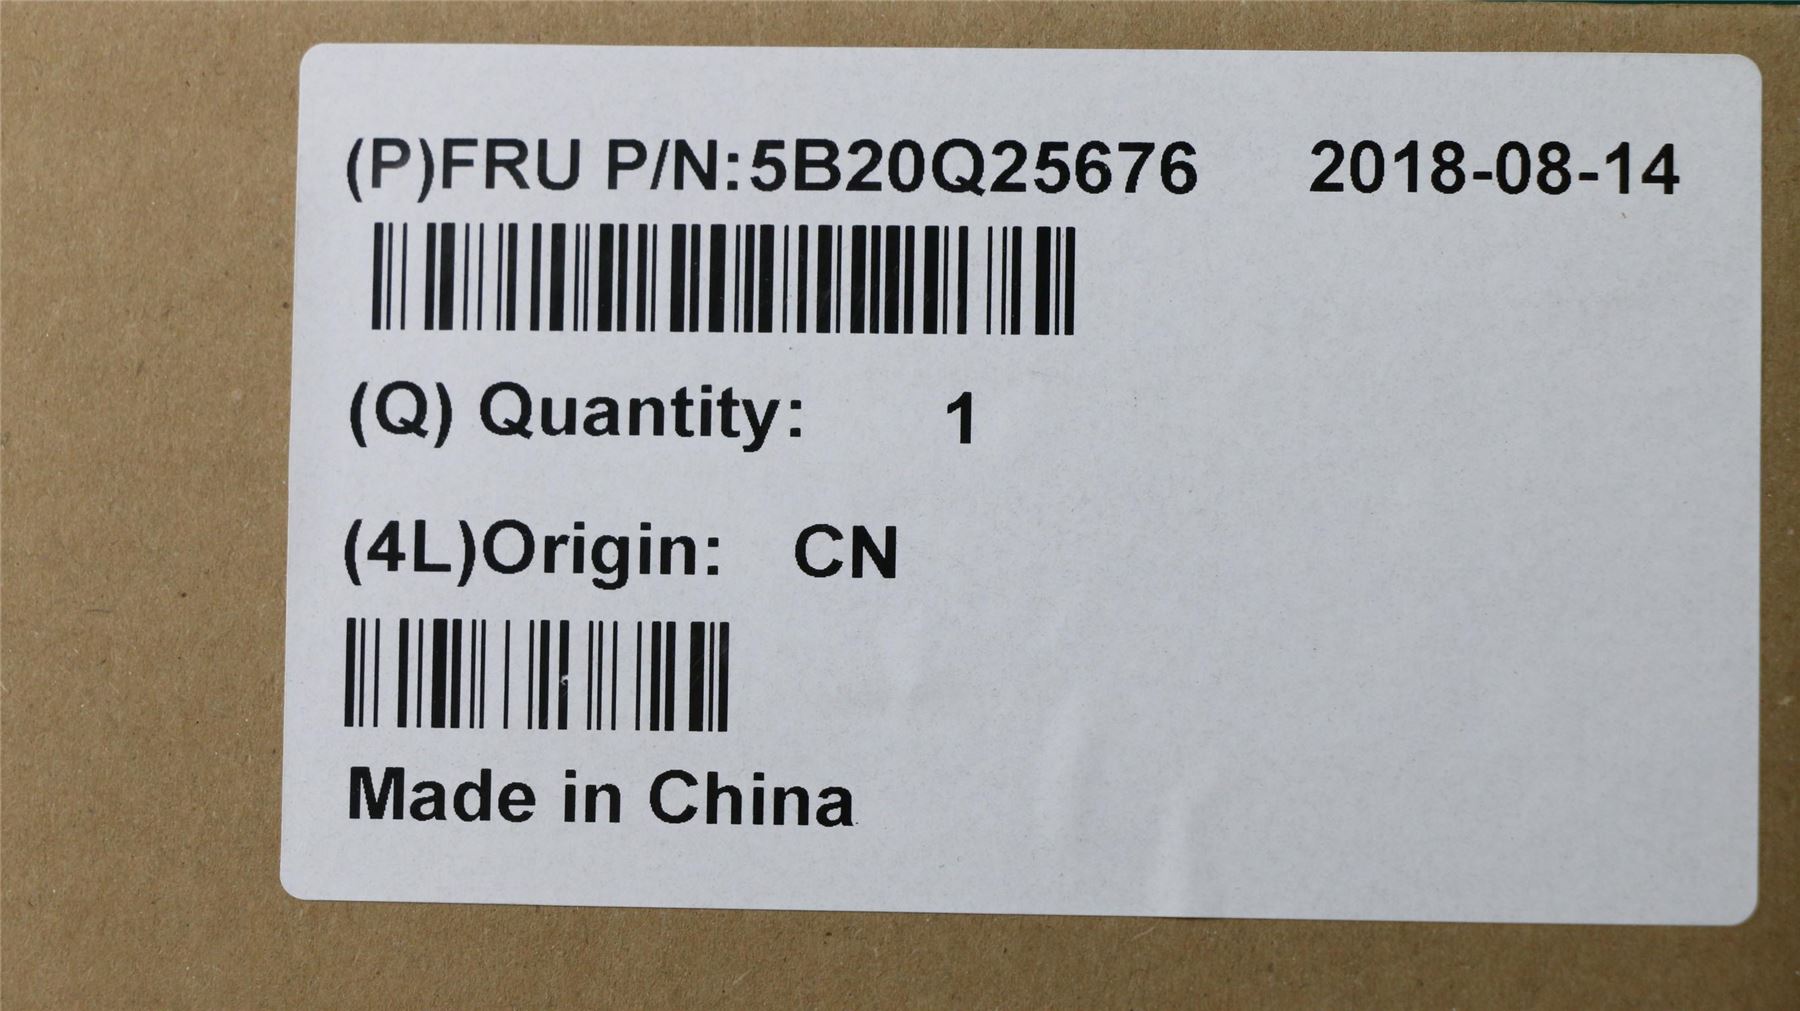 (P)FRU P/N:5B20Q25676 2018-08-14
(Q) Quantity: 1
(4L)Origin: CN
Made in China